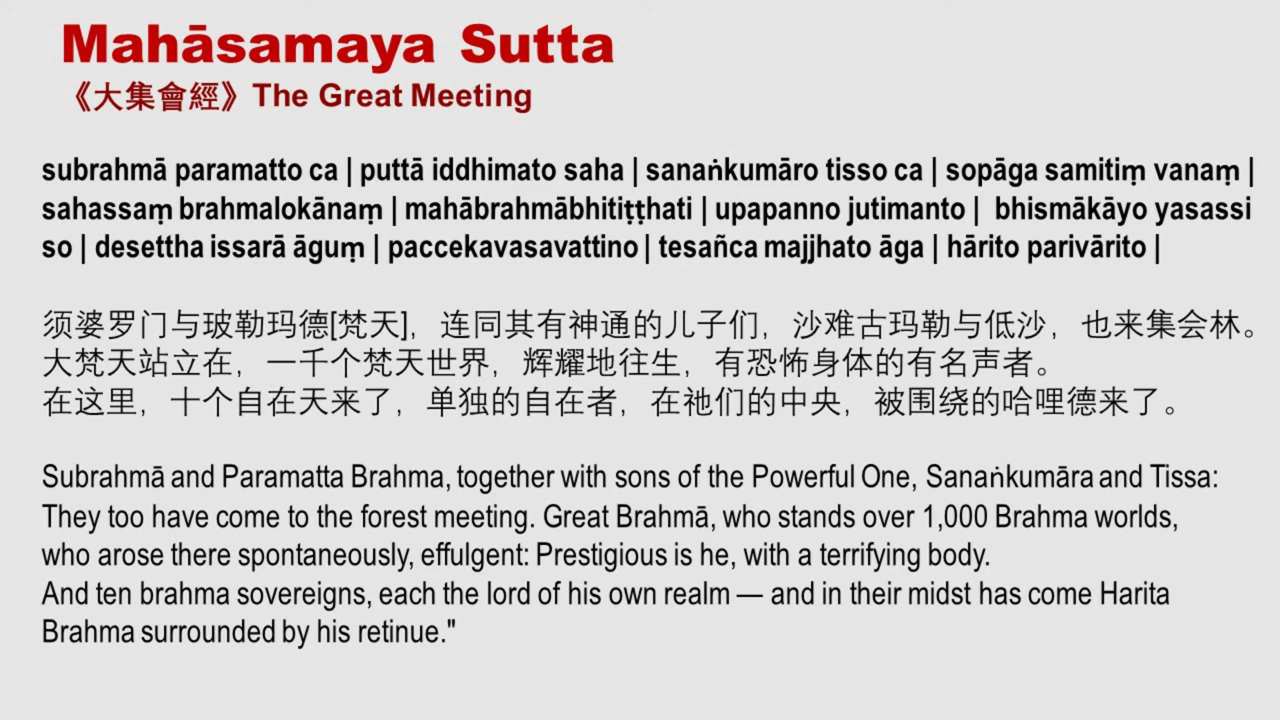 Mahāsamaya Sutta
《大集會經》The Great Meeting
subrahmā paramatto ca | puttā iddhimato saha | sanaṅkumāro tisso ca | sopāga samitiṃ vanaṃ |
sahassaṃ brahmalokānaṃ | mahābrahmābhitiṭṭhati | upapanno jutimanto | bhismākāyo yasassi
so | desettha issarā āguṃ | paccekavasavattino | tesañca majjhato āga | hārito parivārito |
须婆罗门与玻勒玛德[梵天]，连同其有神通的儿子们，沙难古玛勒与低沙，也来集会林。
大梵天站立在，一千个梵天世界，辉耀地往生，有恐怖身体的有名声者。
在这里，十个自在天来了，单独的自在者，在祂们的中央，被围绕的哈哩德来了。
Subrahmā and Paramatta Brahma, together with sons of the Powerful One, Sanaṅkumāra and Tissa:
They too have come to the forest meeting. Great Brahmā, who stands over 1,000 Brahma worlds,
who arose there spontaneously, effulgent: Prestigious is he, with a terrifying body.
And ten brahma sovereigns, each the lord of his own realm — and in their midst has come Harita
Brahma surrounded by his retinue."